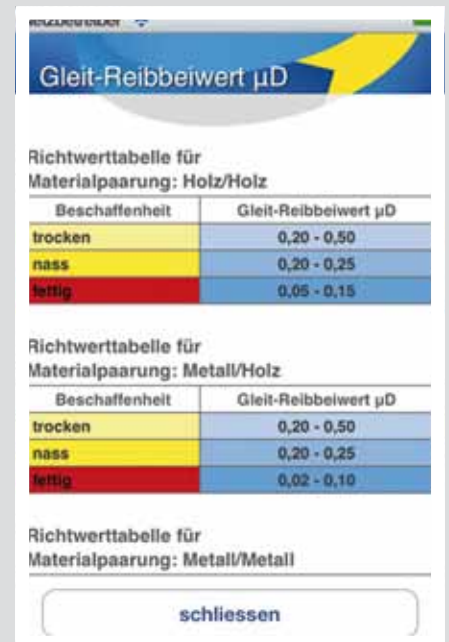 Netzbetreiber
Gleit-Reibbeiwert µD
Richtwerttabelle für
Materialpaarung: Holz/Holz
Beschaffenheit Gleit-Reibbeiwert µD
trocken 0,20 - 0,50
nass 0,20 - 0,25
fettig 0,05 - 0,15
Richtwerttabelle für
Materialpaarung: Metall/Holz
Beschaffenheit Gleit-Reibbeiwert µD
trocken 0,20 - 0,50
nass 0,20 - 0,25
fettig 0,02 - 0,10
Richtwerttabelle für
Materialpaarung: Metall/Metall
schliessen